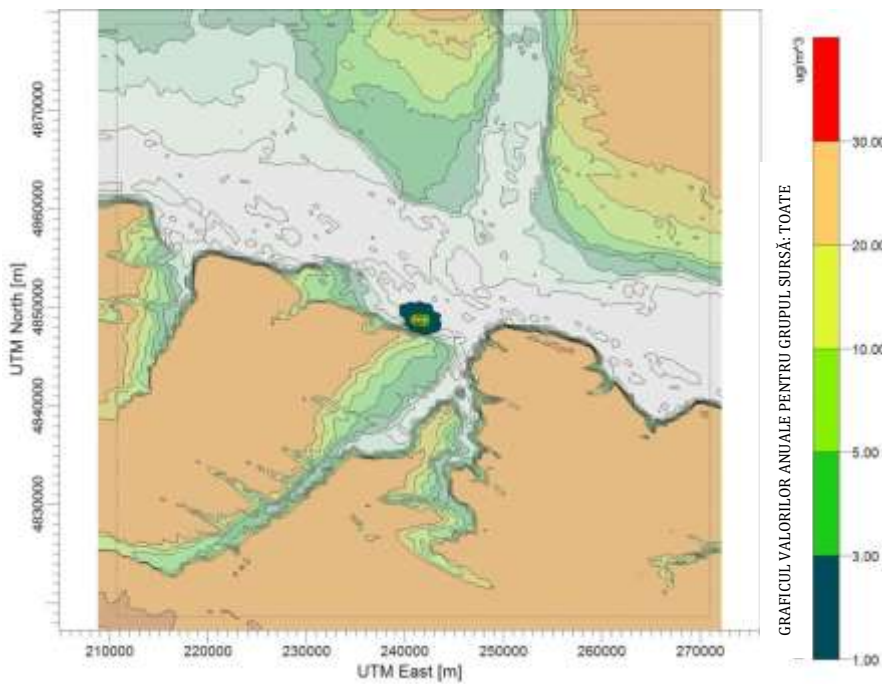 4870000
4860000
4850000
4840000
4830000
UTM North [m]
210000 220000 230000 240000 250000 260000 270000
UTM East [m]
ug/m^3
GRAFICUL VALORILOR ANUALE PENTRU GRUPUL SURSĂ: TOATE
30.00
20.00
10.00
5.00
3.00
1.00